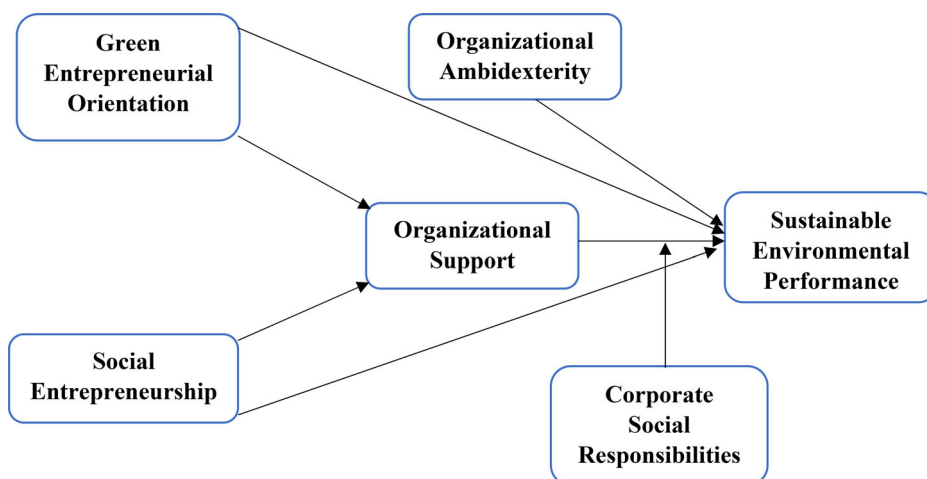 Green
Entrepreneurial
Orientation
Organizational
Ambidexterity
Organizational
Support
Sustainable
Environmental
Performance
Social
Entrepreneurship
Corporate
Social
Responsibilities